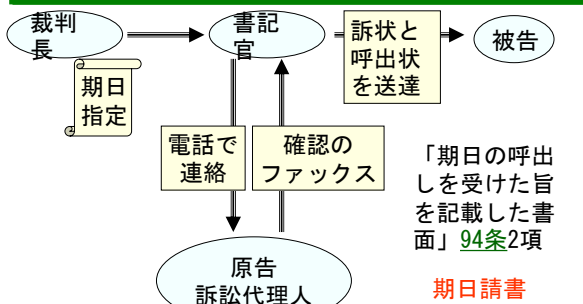 裁判
長
書記
官
訴状と
呼出状
を送達
被告
期日
指定
電話で
連絡
確認の
ファックス
「期日の呼出
しを受けた旨
を記載した書
面」94条2項
原告
訴訟代理人
期日請書